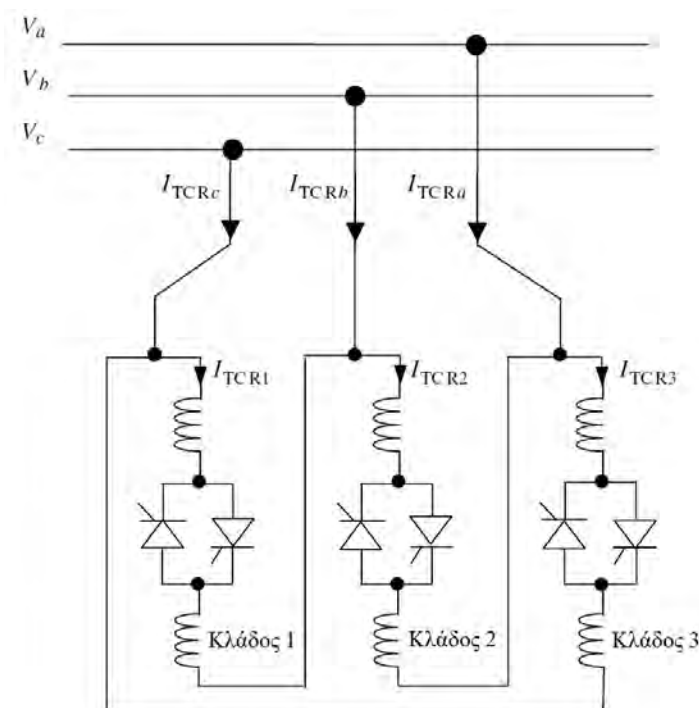 V_a
V_b
V_c
I_TCRc I_TCRb I_TCRa
I_TCR1 I_TCR2 I_TCR3
Κλάδος 1 Κλάδος 2 Κλάδος 3